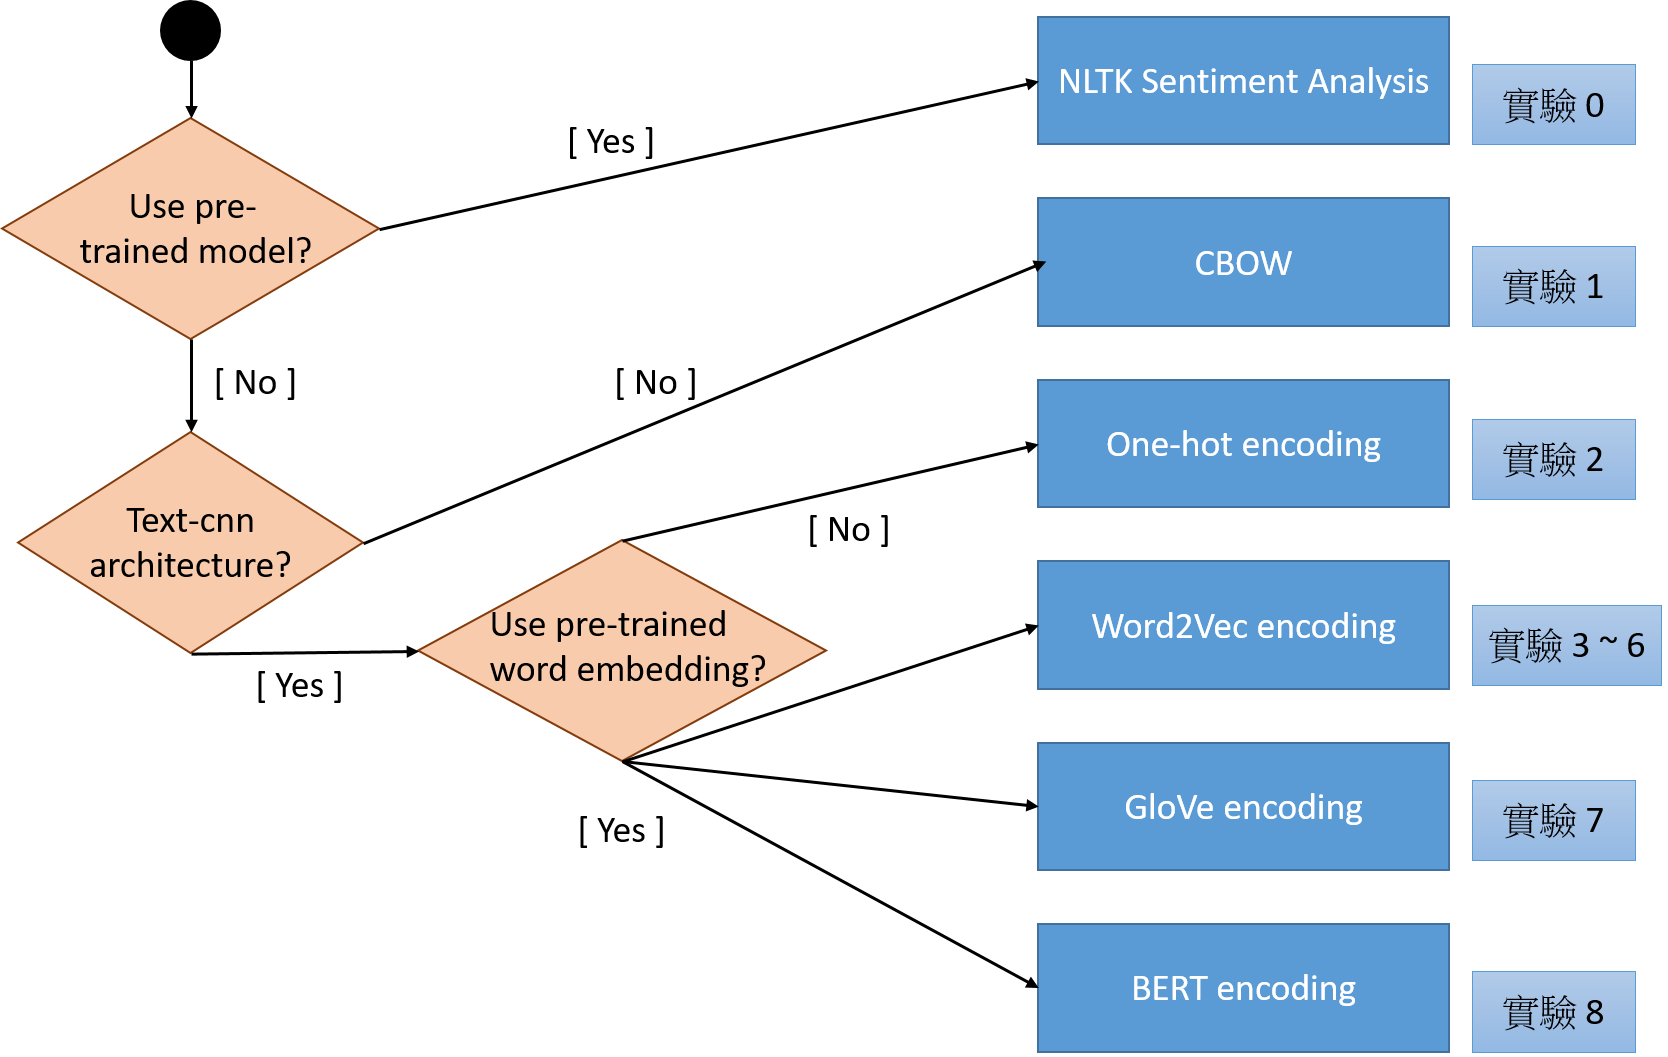 Use pre-
trained model?
[ Yes ]
NLTK Sentiment Analysis
實驗 0
[ No ]
Text-cnn
architecture?
[ No ]
CBOW
實驗 1
[ Yes ]
Use pre-trained
word embedding?
[ No ]
One-hot encoding
實驗 2
[ Yes ]
Word2Vec encoding
實驗 3 ~ 6
GloVe encoding
實驗 7
BERT encoding
實驗 8